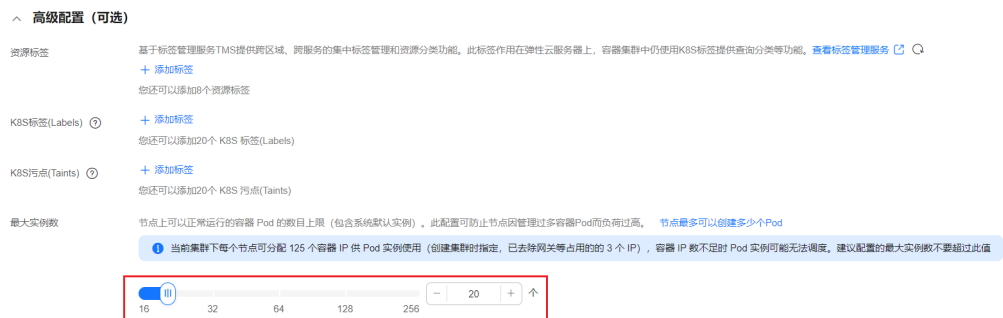 高级配置（可选）
资源标签
基于标签管理服务TMS提供跨区域、跨服务的集中标签管理和资源分类功能。此标签作用在弹性云服务器上，容器集群中仍使用K8S标签提供查询分类等功能。查看标签管理服务
＋ 添加标签
您还可以添加8个资源标签
K8S标签(Labels) ?
＋ 添加标签
您还可以添加20个 K8S 标签(Labels)
K8S污点(Taints) ?
＋ 添加标签
您还可以添加20个 K8S 污点(Taints)
最大实例数
节点上可以正常运行的容器 Pod 的数目上限（包含系统默认实例）。此配置可防止节点因管理过多容器Pod而负荷过高。 节点最多可以创建多少个Pod
当前集群下每个节点可分配 125 个容器 IP 供 Pod 实例使用（创建集群时指定，已去除网关等占用的的 3 个 IP），容器 IP 数不足时 Pod 实例可能无法调度。建议配置的最大实例数不要超过此值
− 20 ＋ 个
16 32 64 128 256